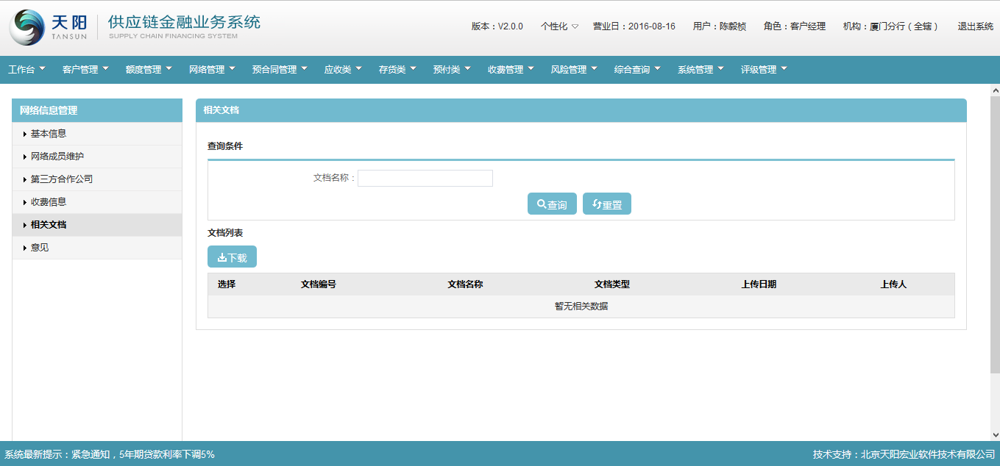 天阳 供应链金融业务系统
TANSUN SUPPLY CHAIN FINANCING SYSTEM
版本：V2.0.0 个性化 营业日：2016-08-16 用户：陈毅桢 角色：客户经理 机构：厦门分行（全辖） 退出系统
工作台 客户管理 额度管理 网络管理 预合同管理 应收类 存货类 预付类 收费管理 风险管理 综合查询 系统管理 评级管理
网络信息管理
基本信息
网络成员维护
第三方合作公司
收费信息
相关文档
意见
相关文档
查询条件
文档名称：
查询 重置
文档列表
下载
选择 文档编号 文档名称 文档类型 上传日期 上传人
暂无相关数据
系统最新提示：紧急通知，5年期贷款利率下调5% 技术支持：北京天阳宏业软件技术有限公司